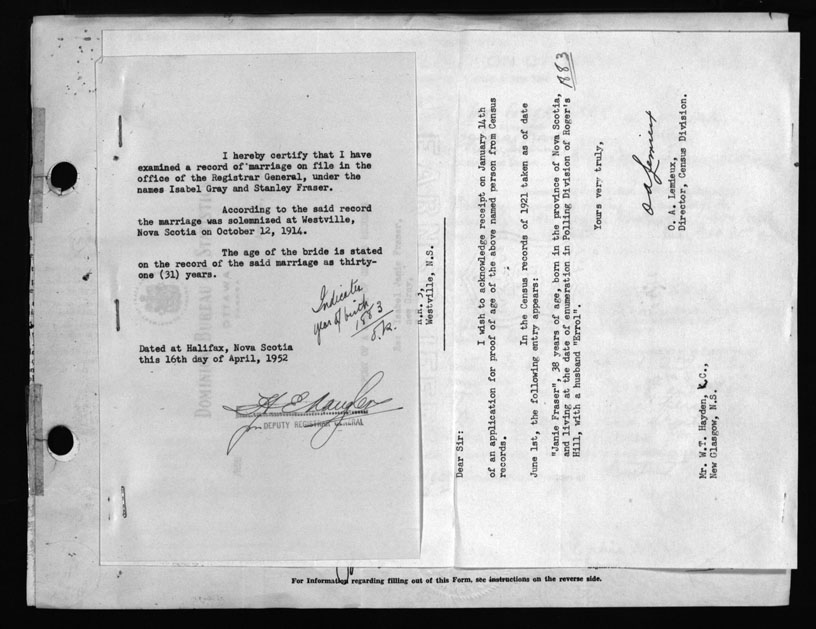 I hereby certify that I have
examined a record of marriage on file in the
office of the Registrar General, under the
names Isabel Gray and Stanley Fraser.
According to the said record
the marriage was solemnized at Westville,
Nova Scotia on October 12, 1914.
The age of the bride is stated
on the record of the said marriage as thirty-
one (31) years.
Indicates
year of birth
1883
Dated at Halifax, Nova Scotia
this 16th day of April, 1952
DEPUTY REGISTRAR GENERAL
DOMINION BUREAU
OTTAWA
Westville, N.S.
Dear Sir:
I wish to acknowledge receipt on January 14th
of an application for proof of age of the above named person from Census
records.
In the Census records of 1921 taken as of date
June 1st, the following entry appears:
"Janie Fraser", 38 years of age, born in the province of Nova Scotia,
and living at the date of enumeration in Polling Division of Roger's
Hill, with a husband "Errol".
1883
Yours very truly,
O A Lemieux
O. A. Lemieux,
Director, Census Division.
Mr. W.T. Hayden, K.C.,
New Glasgow, N.S.
For Information regarding filling out of this Form, see instructions on the reverse side.